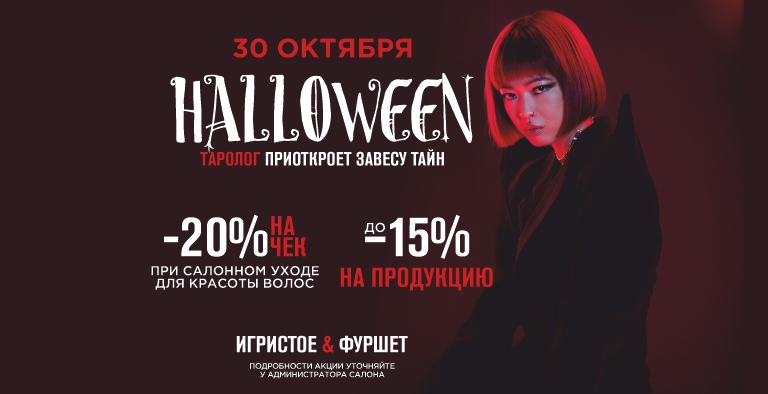 30 ОКТЯБРЯ
HALLOWEEN
ТАРОЛОГ ПРИОТКРОЕТ ЗАВЕСУ ТАЙН
-20% НА ЧЕК
ПРИ САЛОННОМ УХОДЕ
ДЛЯ КРАСОТЫ ВОЛОС
ДО -15%
НА ПРОДУКЦИЮ
ИГРИСТОЕ & ФУРШЕТ
ПОДРОБНОСТИ АКЦИИ УТОЧНЯЙТЕ
У АДМИНИСТРАТОРА САЛОНА